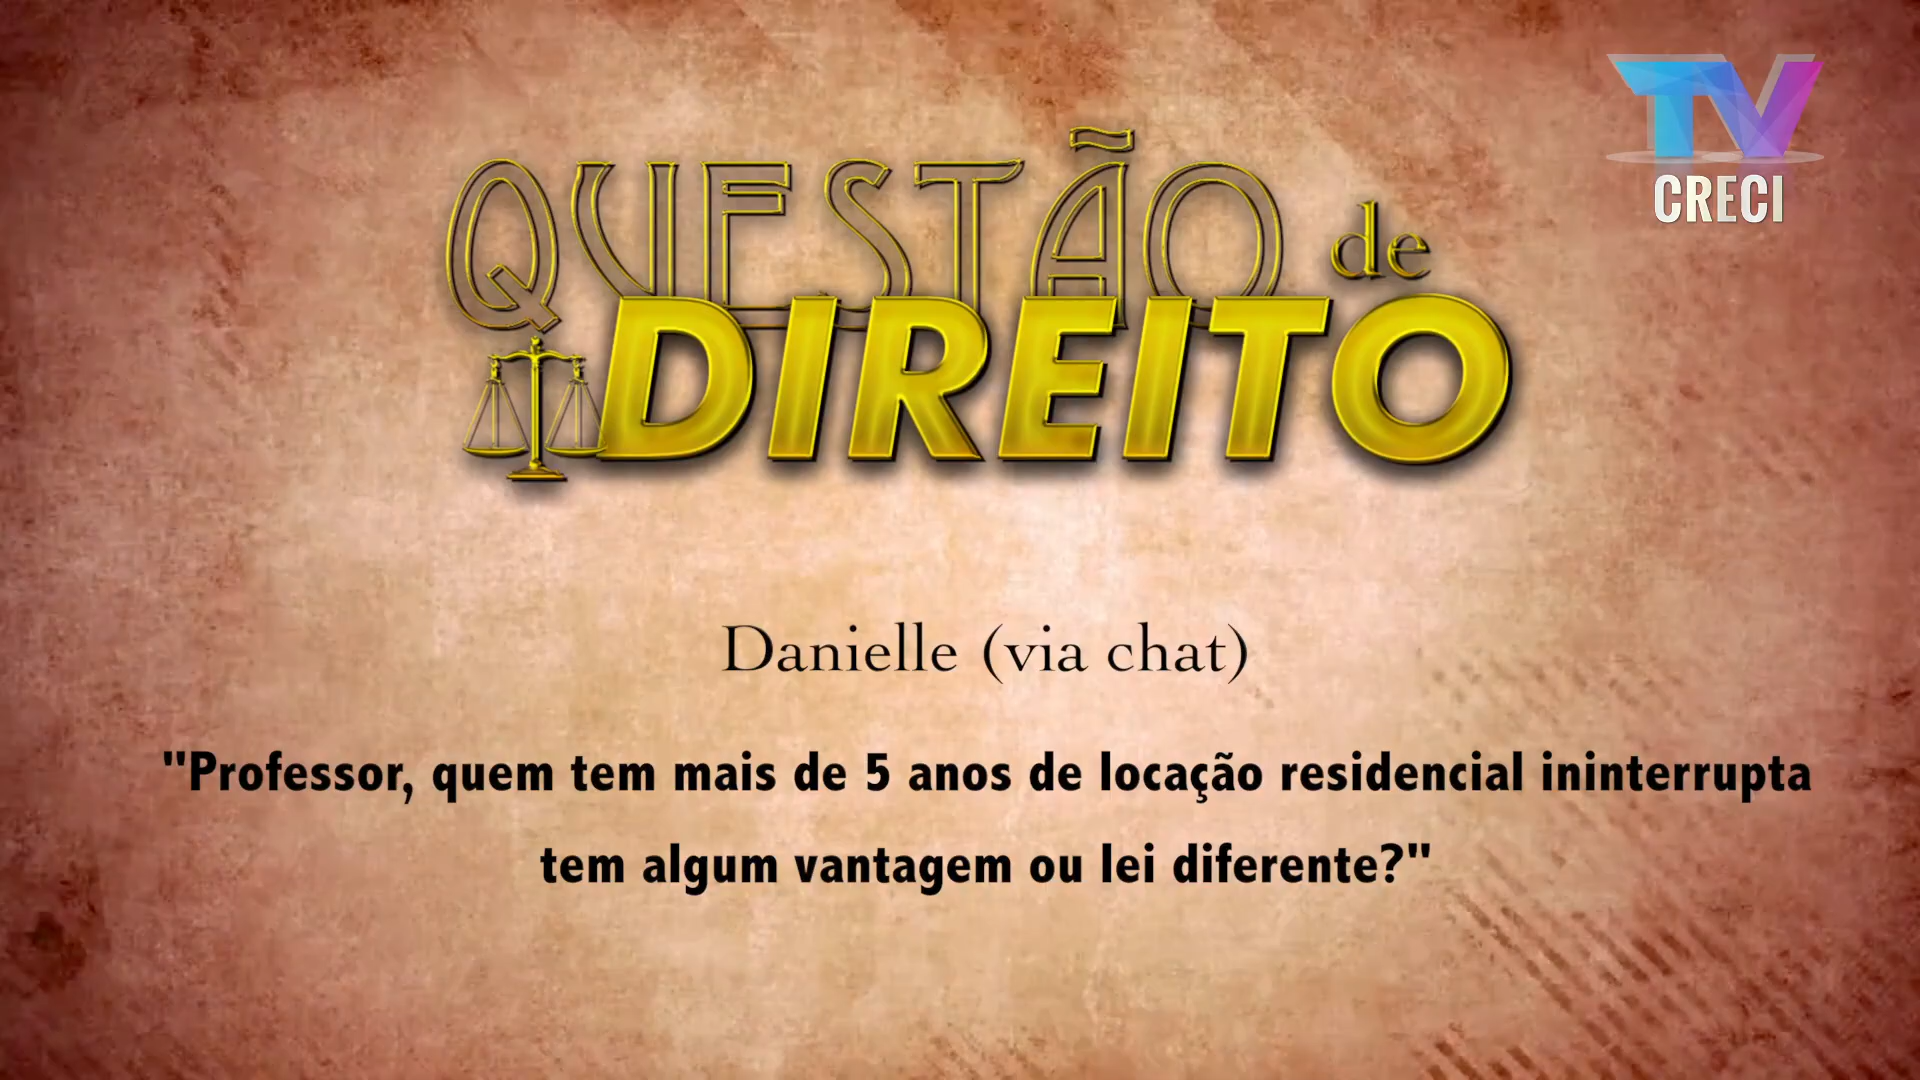 TV
CRECI
QUESTÃO de
DIREITO
Danielle (via chat)
"Professor, quem tem mais de 5 anos de locação residencial ininterrupta
tem algum vantagem ou lei diferente?"